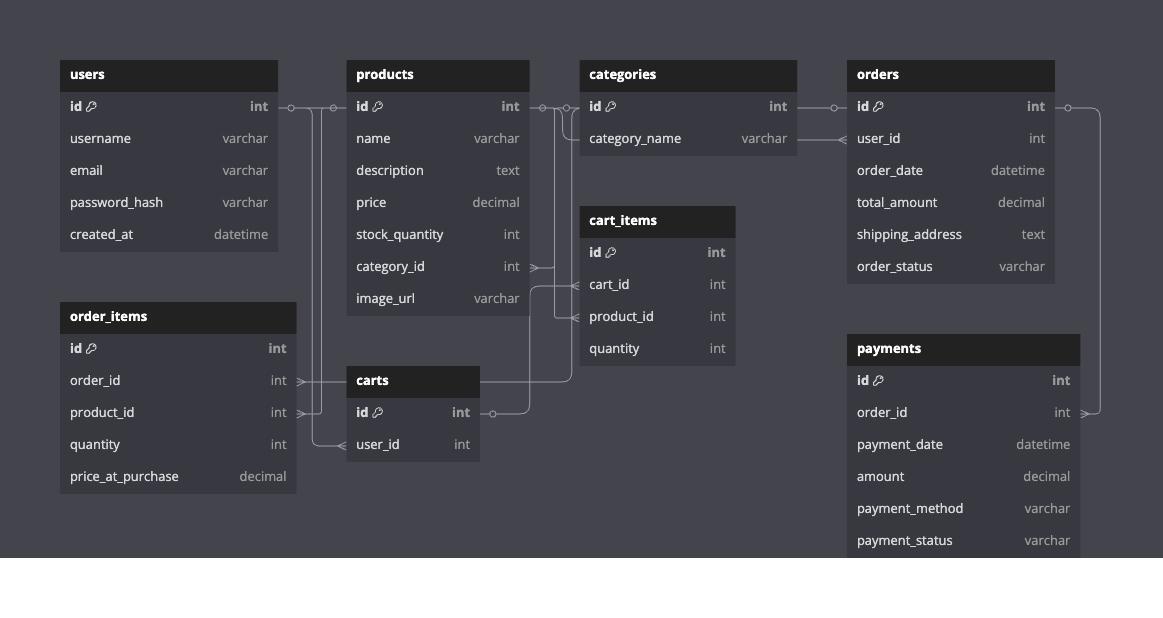 users
id int
username varchar
email varchar
password_hash varchar
created_at datetime
products
id int
name varchar
description text
price decimal
stock_quantity int
category_id int
image_url varchar
categories
id int
category_name varchar
orders
id int
user_id int
order_date datetime
total_amount decimal
shipping_address text
order_status varchar
cart_items
id int
cart_id int
product_id int
quantity int
order_items
id int
order_id int
product_id int
quantity int
price_at_purchase decimal
carts
id int
user_id int
payments
id int
order_id int
payment_date datetime
amount decimal
payment_method varchar
payment_status varchar